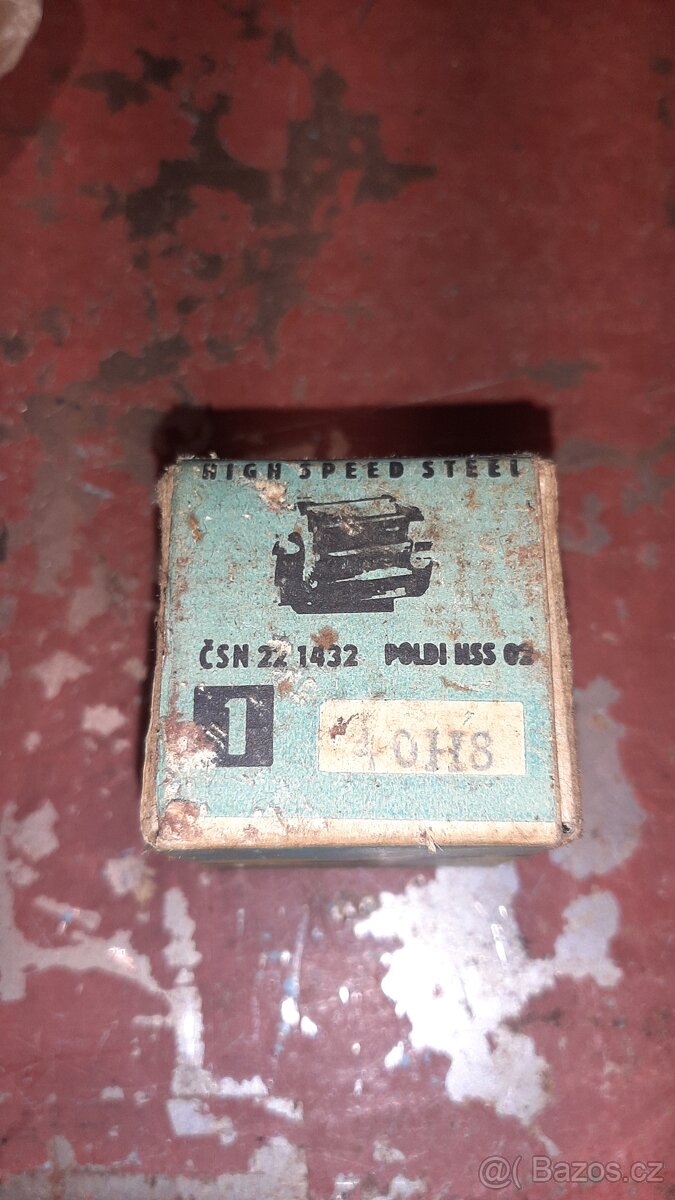 HIGH SPEED STEEL
ČSN 22 1432 POLDI HSS 02
1
40H8
@( Bazos.cz